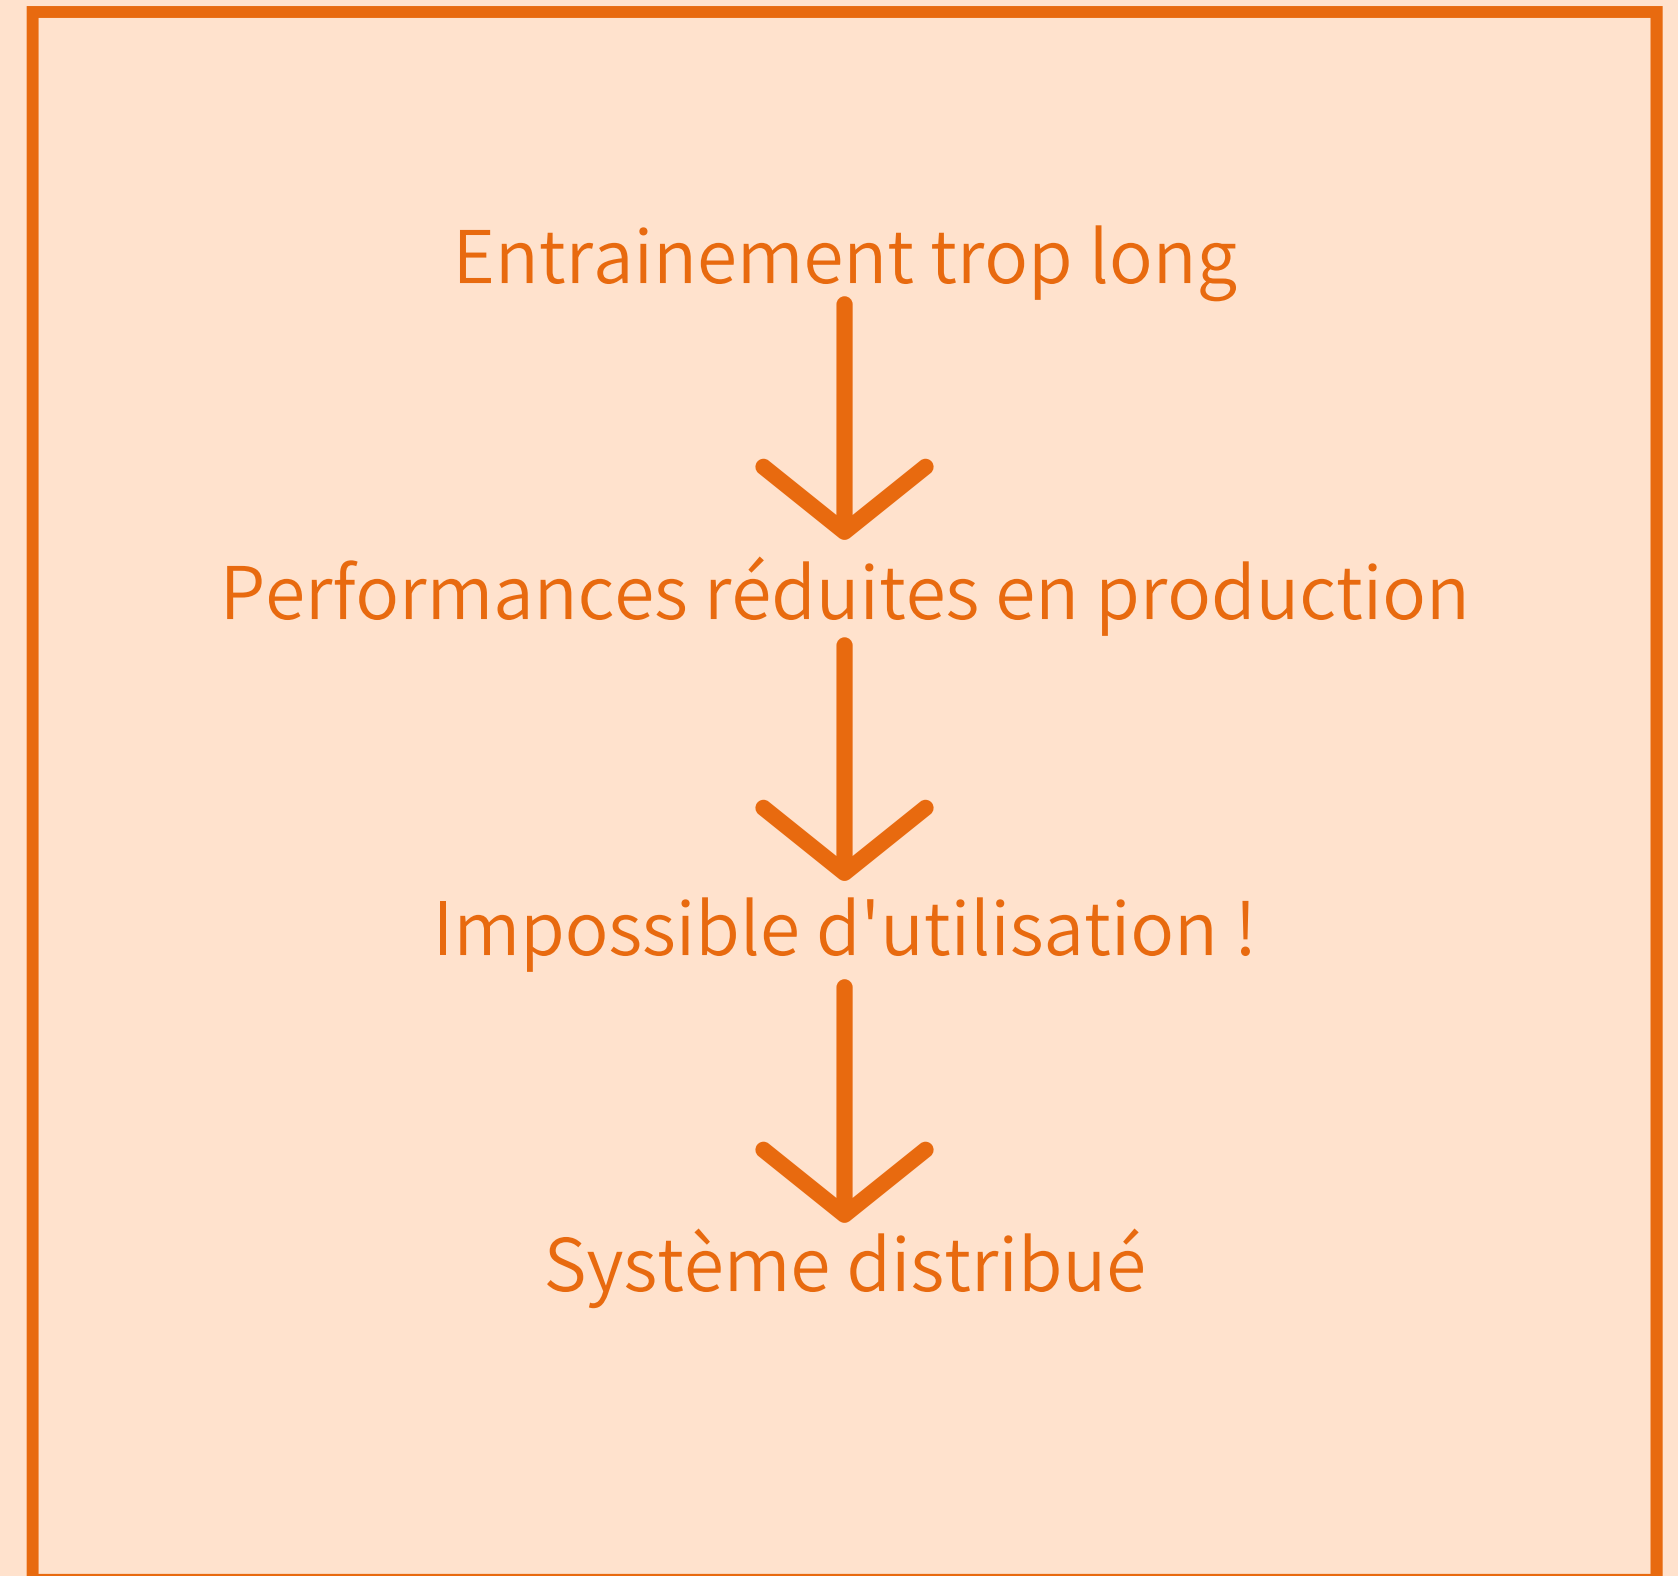 Entrainement trop long
Performances réduites en production
Impossible d'utilisation !
Système distribué